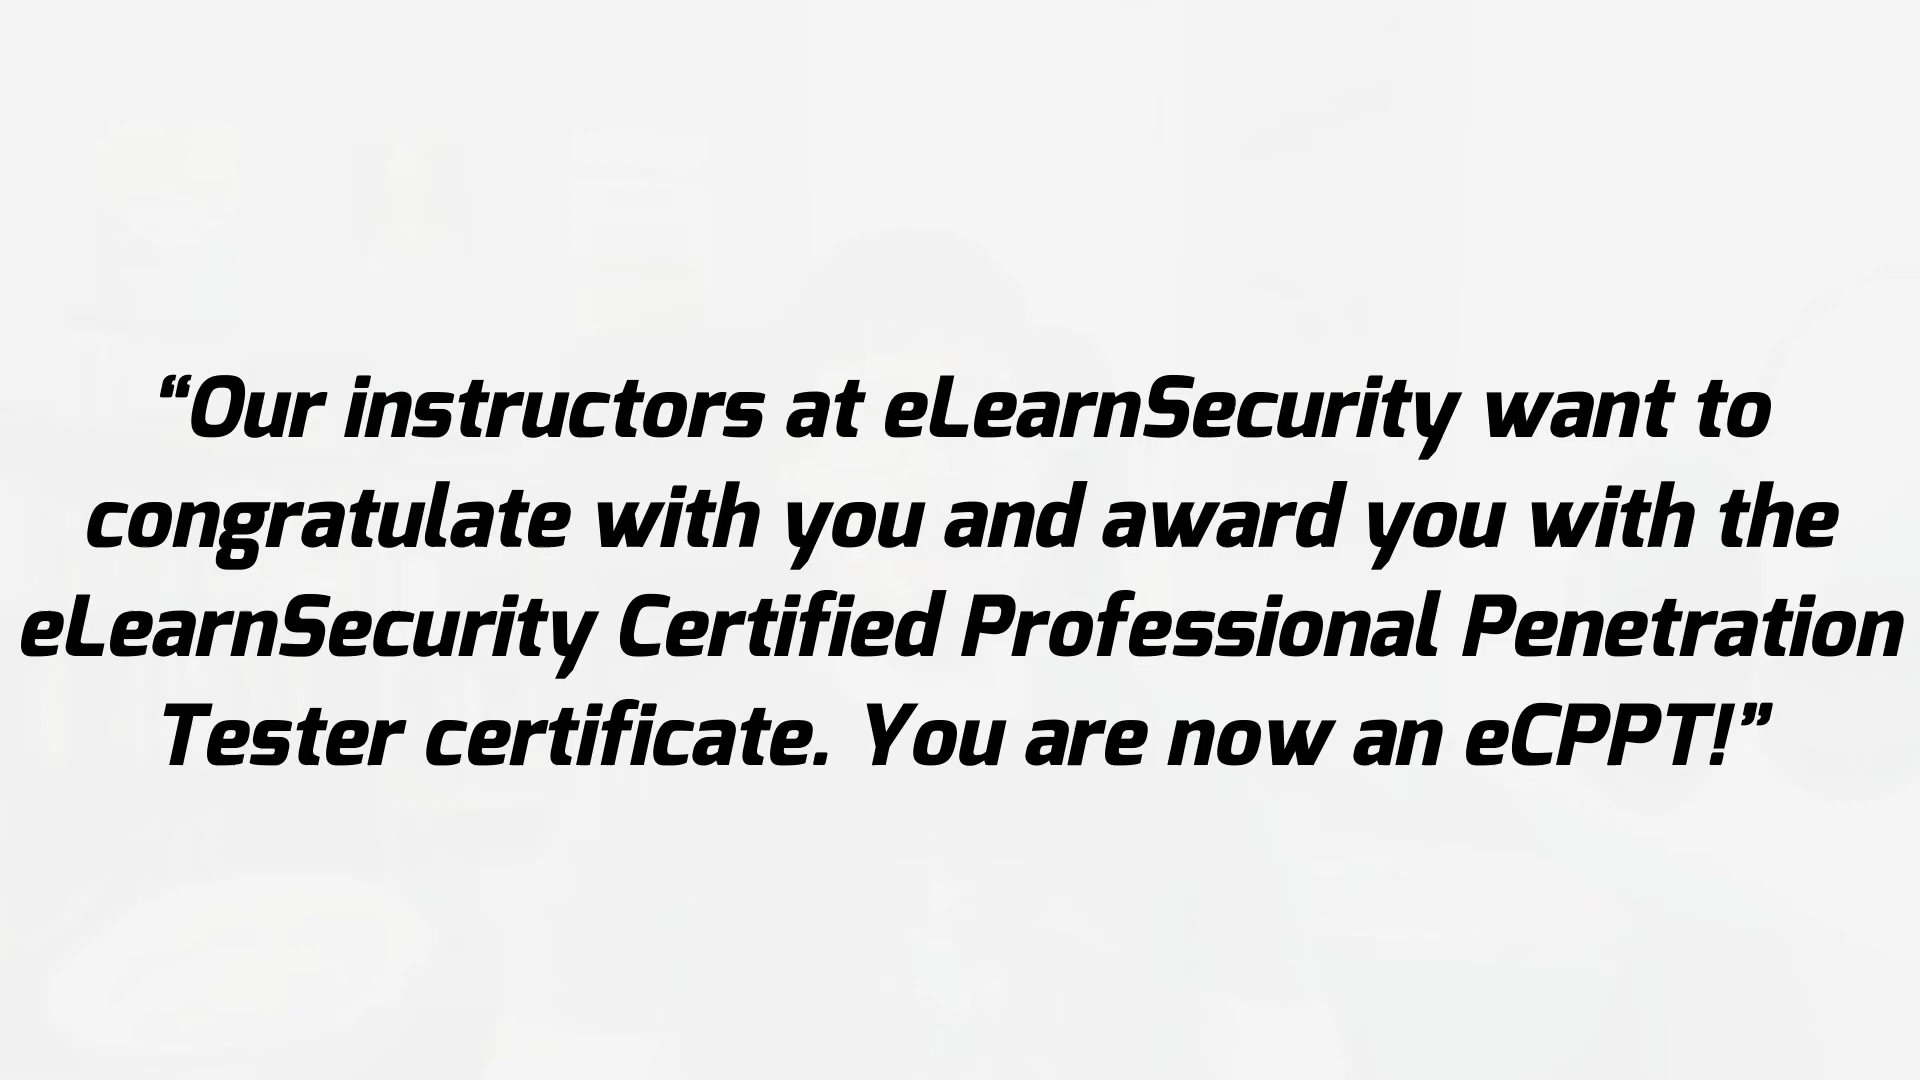 “Our instructors at eLearnSecurity want to
congratulate with you and award you with the
eLearnSecurity Certified Professional Penetration
Tester certificate. You are now an eCPPT!”